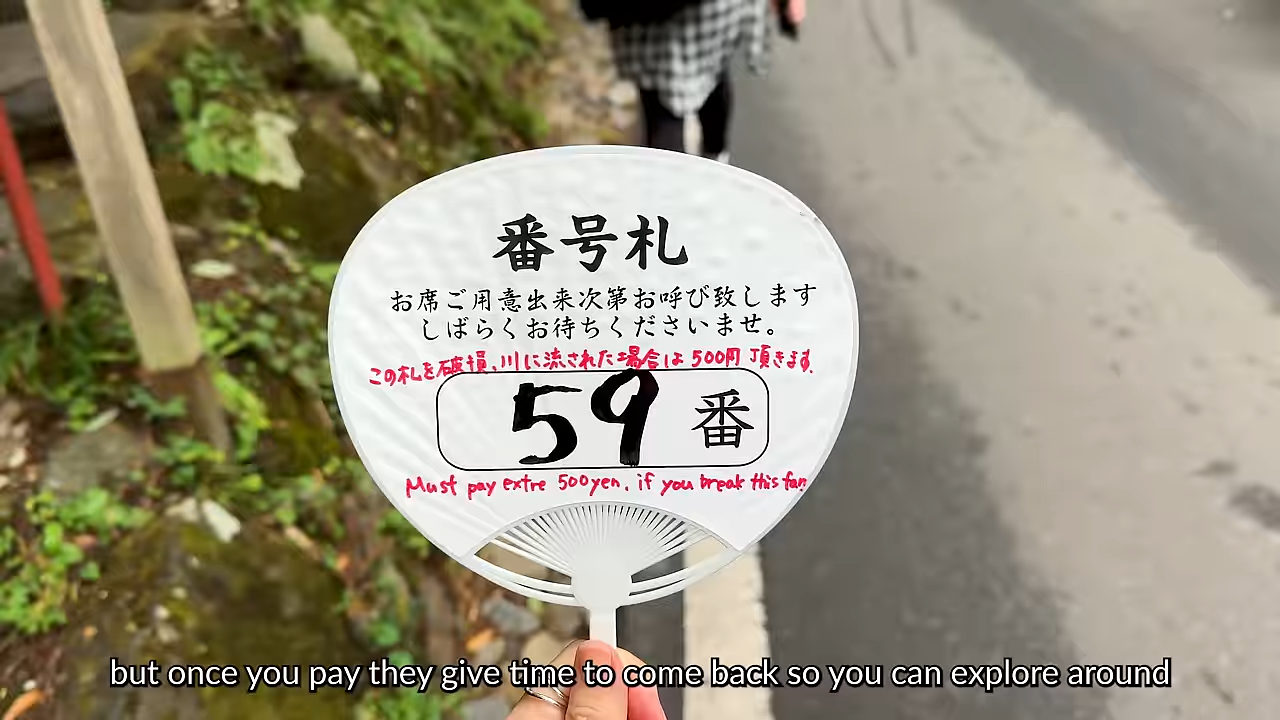 番号札
お席ご用意出来次第お呼び致します
しばらくお待ちくださいませ。
この札を破損、川に流された場合は500円頂きます。
59番
Must pay extre 500yen. if you break this fan
but once you pay they give time to come back so you can explore around